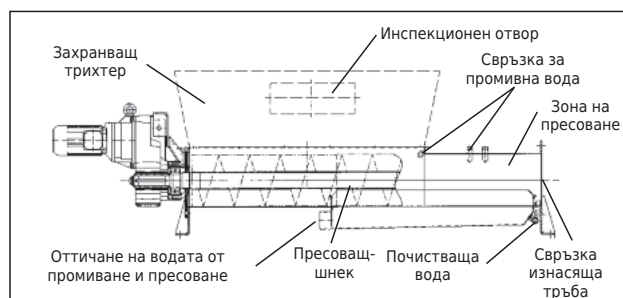 Инспекционен отвор
Захранващ
трихтер
Свръзка за
промивна вода
Зона на
пресоване
Оттичане на водата от
промиване и пресоване
Пресоващ-
шнек
Почистваща
вода
Свръзка
изнасяща
тръба